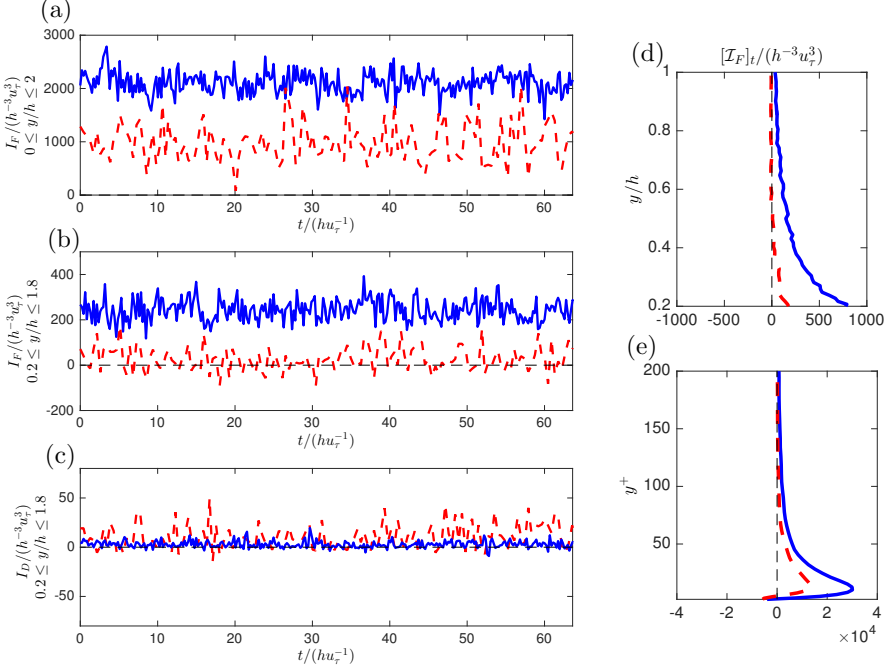 (a)
3000
2000
1000
0
I_F/(h^{-3}u_τ^3)
0 ≤ y/h ≤ 2
0 10 20 30 40 50 60
t/(hu_τ^{-1})
(b)
400
200
0
-200
I_F/(h^{-3}u_τ^3)
0.2 ≤ y/h ≤ 1.8
0 10 20 30 40 50 60
t/(hu_τ^{-1})
(c)
50
0
-50
I_D/(h^{-3}u_τ^3)
0.2 ≤ y/h ≤ 1.8
0 10 20 30 40 50 60
t/(hu_τ^{-1})
(d)
[I_F]_t/(h^{-3}u_τ^3)
1
0.8
0.6
0.4
0.2
y/h
-1000 -500 0 500 1000
(e)
200
150
100
50
y^+
-4 -2 0 2 4
×10^4